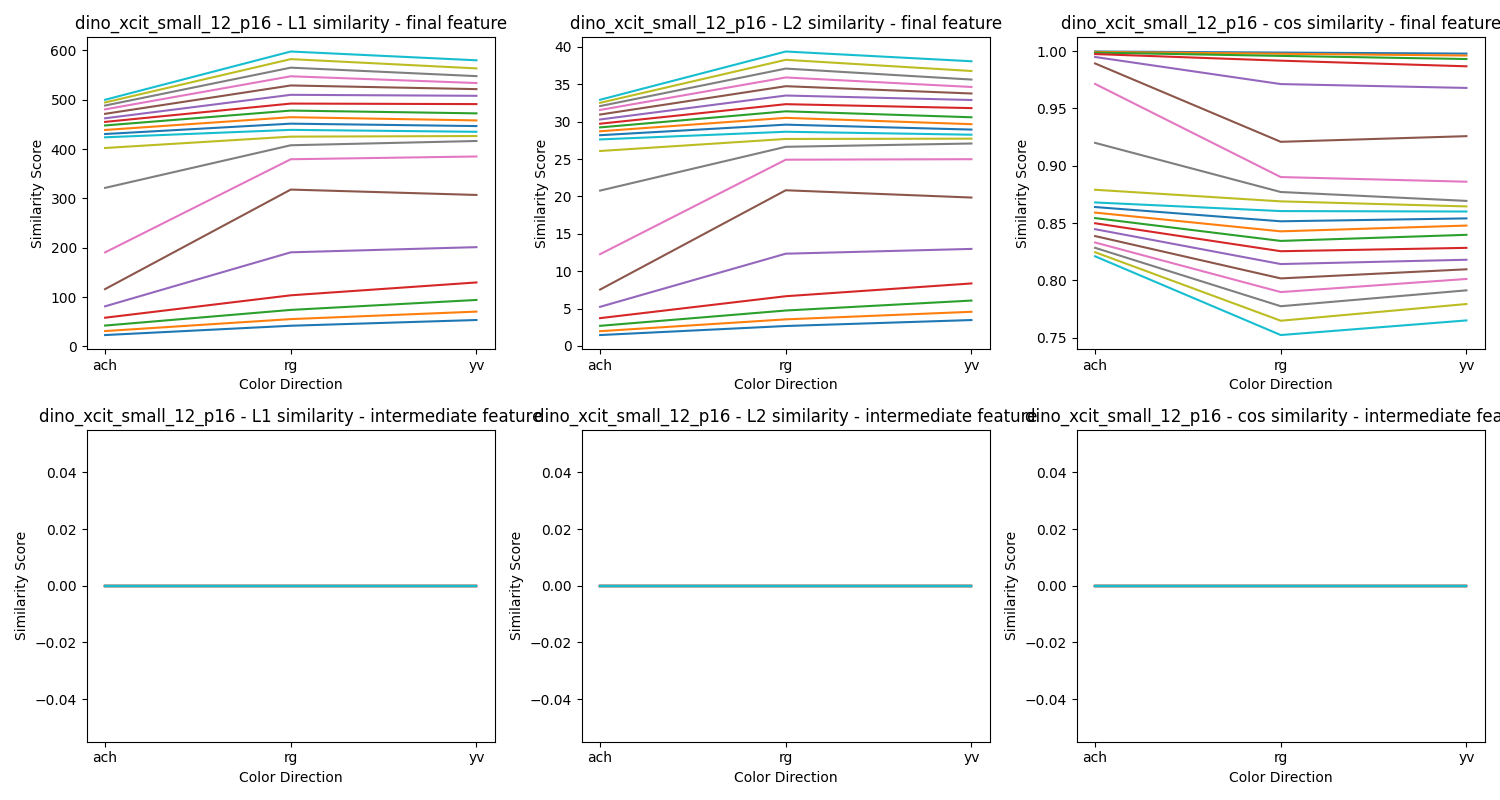 dino_xcit_small_12_p16 - L1 similarity - final feature
600
500
400
300
200
100
0
Similarity Score
ach
rg
yv
Color Direction
dino_xcit_small_12_p16 - L2 similarity - final feature
40
35
30
25
20
15
10
5
0
Similarity Score
ach
rg
yv
Color Direction
dino_xcit_small_12_p16 - cos similarity - final feature
1.00
0.95
0.90
0.85
0.80
0.75
Similarity Score
ach
rg
yv
Color Direction
dino_xcit_small_12_p16 - L1 similarity - intermediate feature
0.04
0.02
0.00
−0.02
−0.04
Similarity Score
ach
rg
yv
Color Direction
dino_xcit_small_12_p16 - L2 similarity - intermediate feature
0.04
0.02
0.00
−0.02
−0.04
Similarity Score
ach
rg
yv
Color Direction
dino_xcit_small_12_p16 - cos similarity - intermediate fea
0.04
0.02
0.00
−0.02
−0.04
Similarity Score
ach
rg
yv
Color Direction